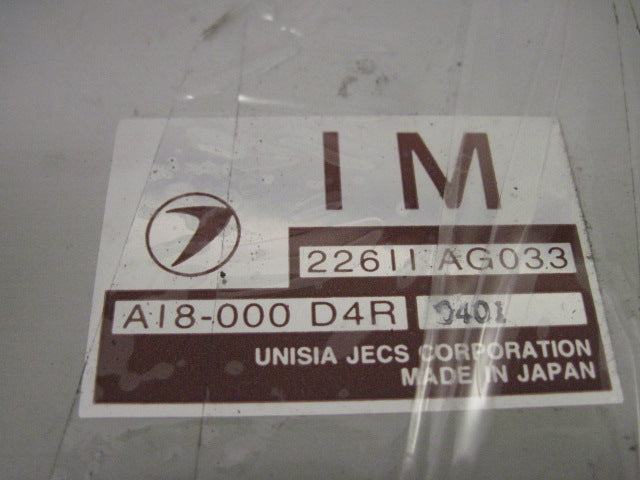 IM
22611 AG033
A18-000 D4R 0401
UNISIA JECS CORPORATION
MADE IN JAPAN